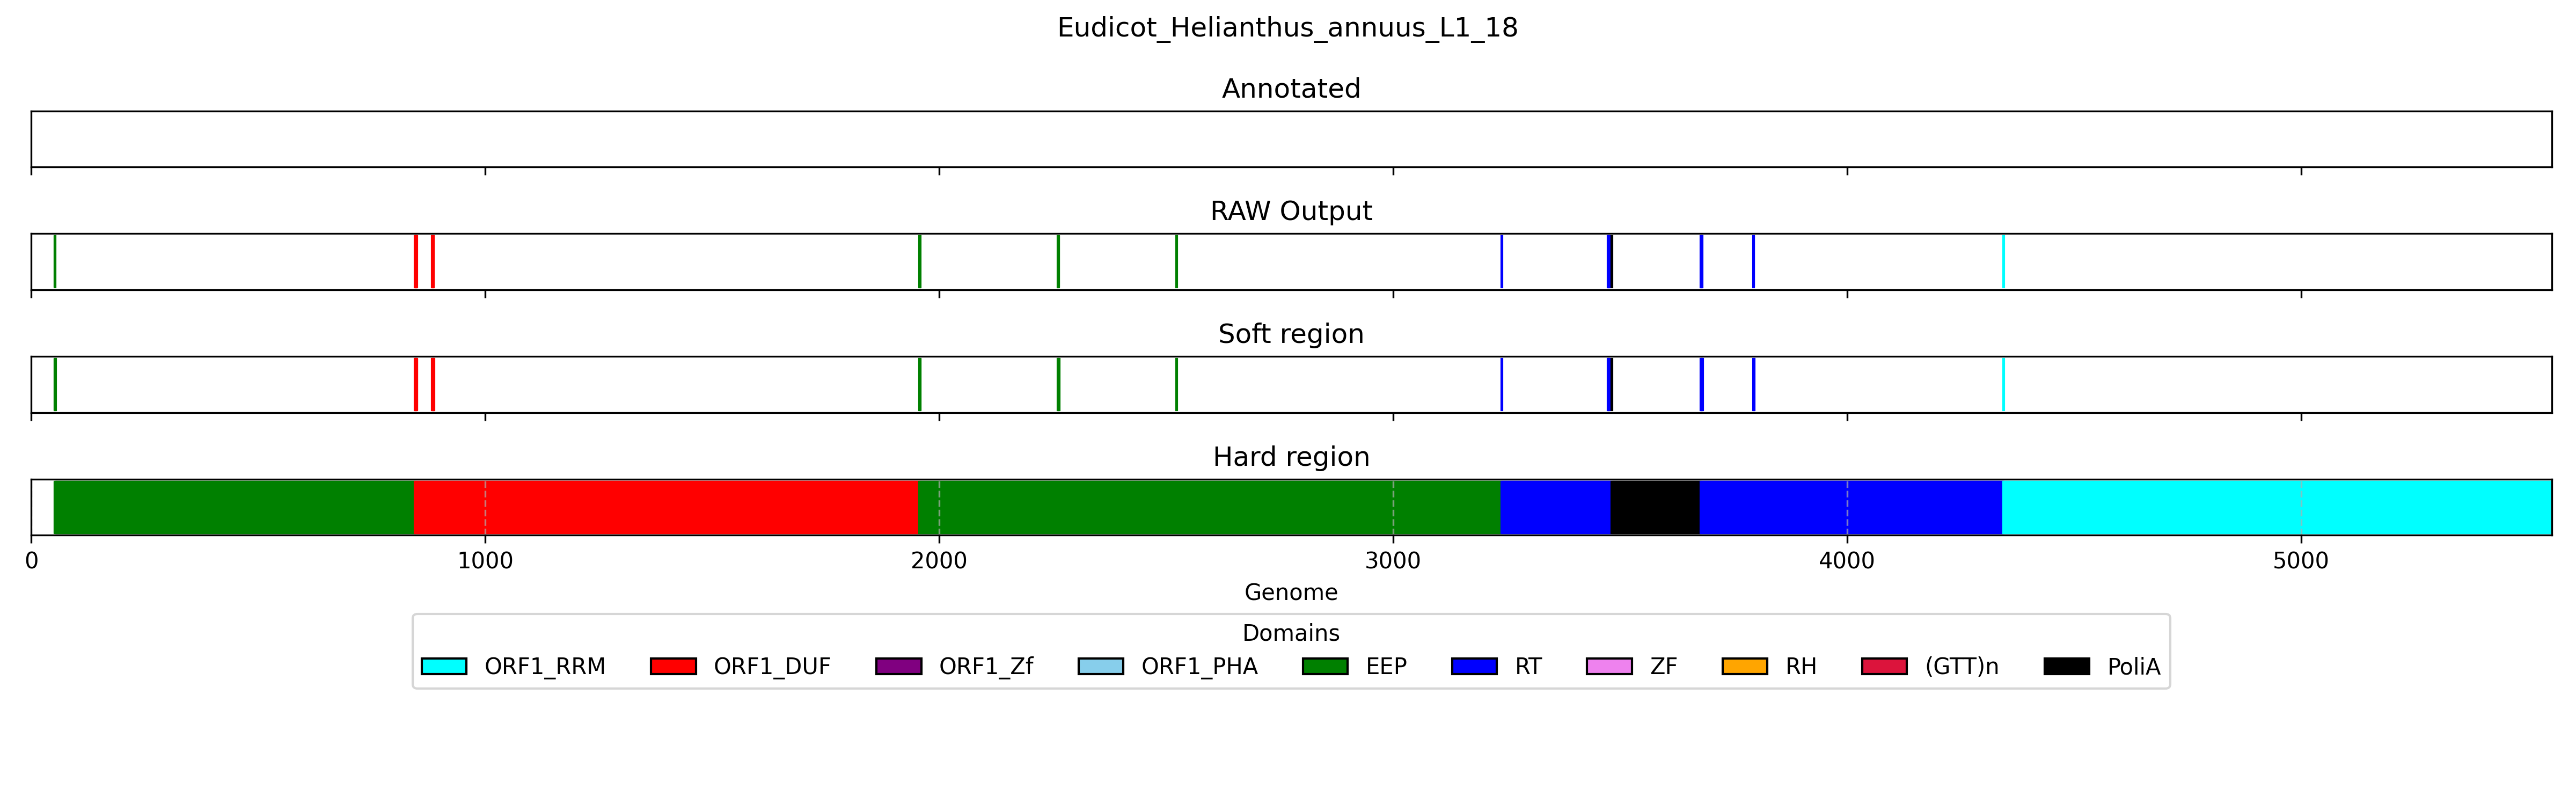 Eudicot_Helianthus_annuus_L1_18
Annotated
RAW Output
Soft region
Hard region
0 1000 2000 3000 4000 5000
Genome
Domains
ORF1_RRM ORF1_DUF ORF1_Zf ORF1_PHA EEP RT ZF RH (GTT)n PoliA